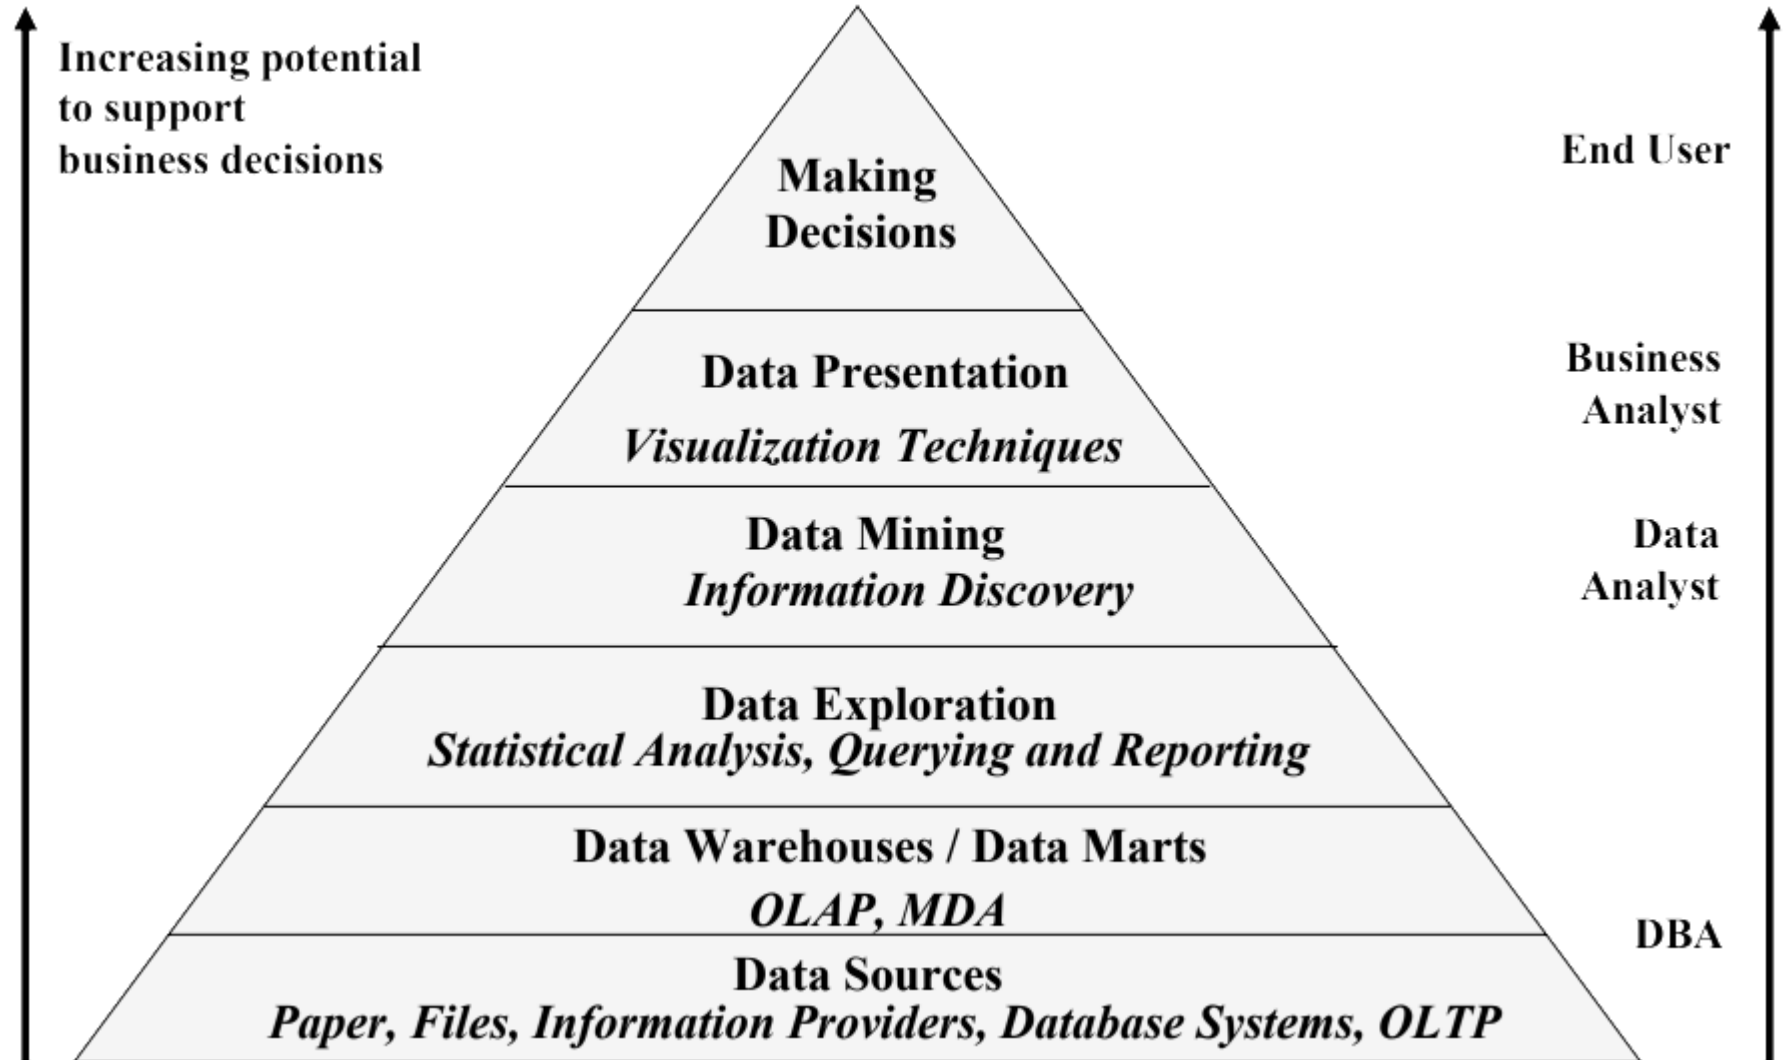 Increasing potential
to support
business decisions
Making
Decisions
End User
Data Presentation
Visualization Techniques
Business
Analyst
Data Mining
Information Discovery
Data
Analyst
Data Exploration
Statistical Analysis, Querying and Reporting
Data Warehouses / Data Marts
OLAP, MDA
DBA
Data Sources
Paper, Files, Information Providers, Database Systems, OLTP